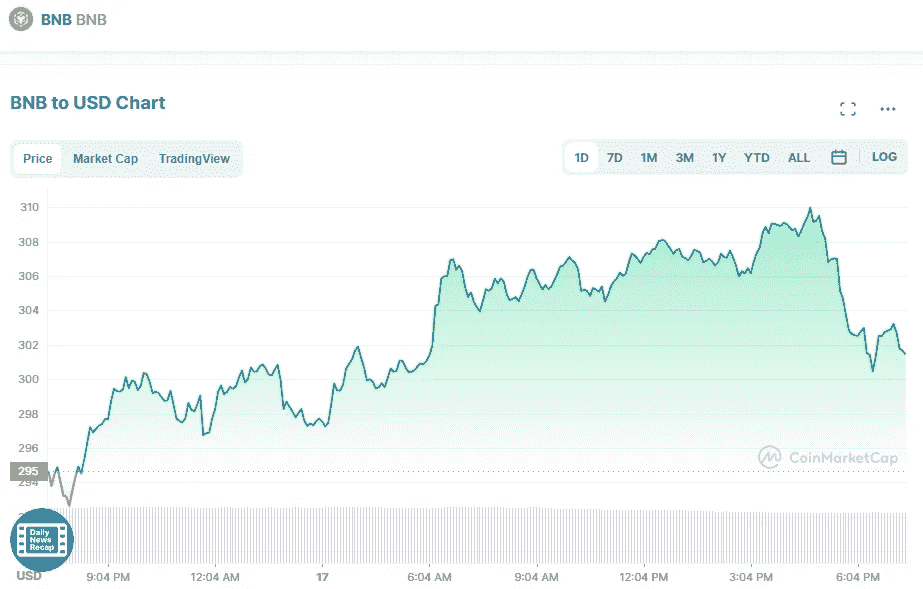 BNB BNB
BNB to USD Chart
Price Market Cap TradingView
1D 7D 1M 3M 1Y YTD ALL LOG
310
308
306
304
302
300
298
296
295
294
CoinMarketCap
Daily
News
Recap
USD 9:04 PM 12:04 AM 17 6:04 AM 9:04 AM 12:04 PM 3:04 PM 6:04 PM